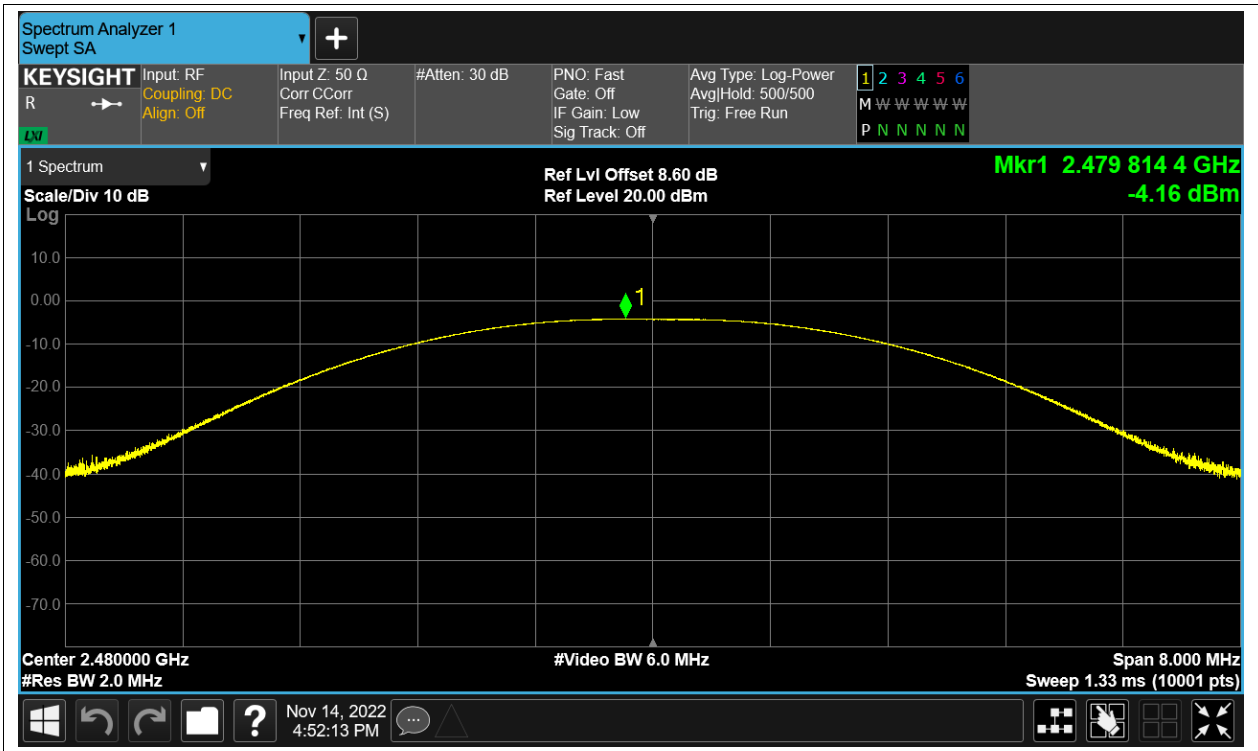 Spectrum Analyzer 1
Swept SA
+
KEYSIGHT
R
LXI
Input: RF
Coupling: DC
Align: Off
Input Z: 50 Ω
Corr CCorr
Freq Ref: Int (S)
#Atten: 30 dB
PNO: Fast
Gate: Off
IF Gain: Low
Sig Track: Off
Avg Type: Log-Power
Avg|Hold: 500/500
Trig: Free Run
1 2 3 4 5 6
M W W W W W
P N N N N N
1 Spectrum
Scale/Div 10 dB
Log
Ref Lvl Offset 8.60 dB
Ref Level 20.00 dBm
Mkr1 2.479 814 4 GHz
-4.16 dBm
10.0
0.00
1
-10.0
-20.0
-30.0
-40.0
-50.0
-60.0
-70.0
Center 2.480000 GHz
#Res BW 2.0 MHz
#Video BW 6.0 MHz
Span 8.000 MHz
Sweep 1.33 ms (10001 pts)
?
Nov 14, 2022
4:52:13 PM